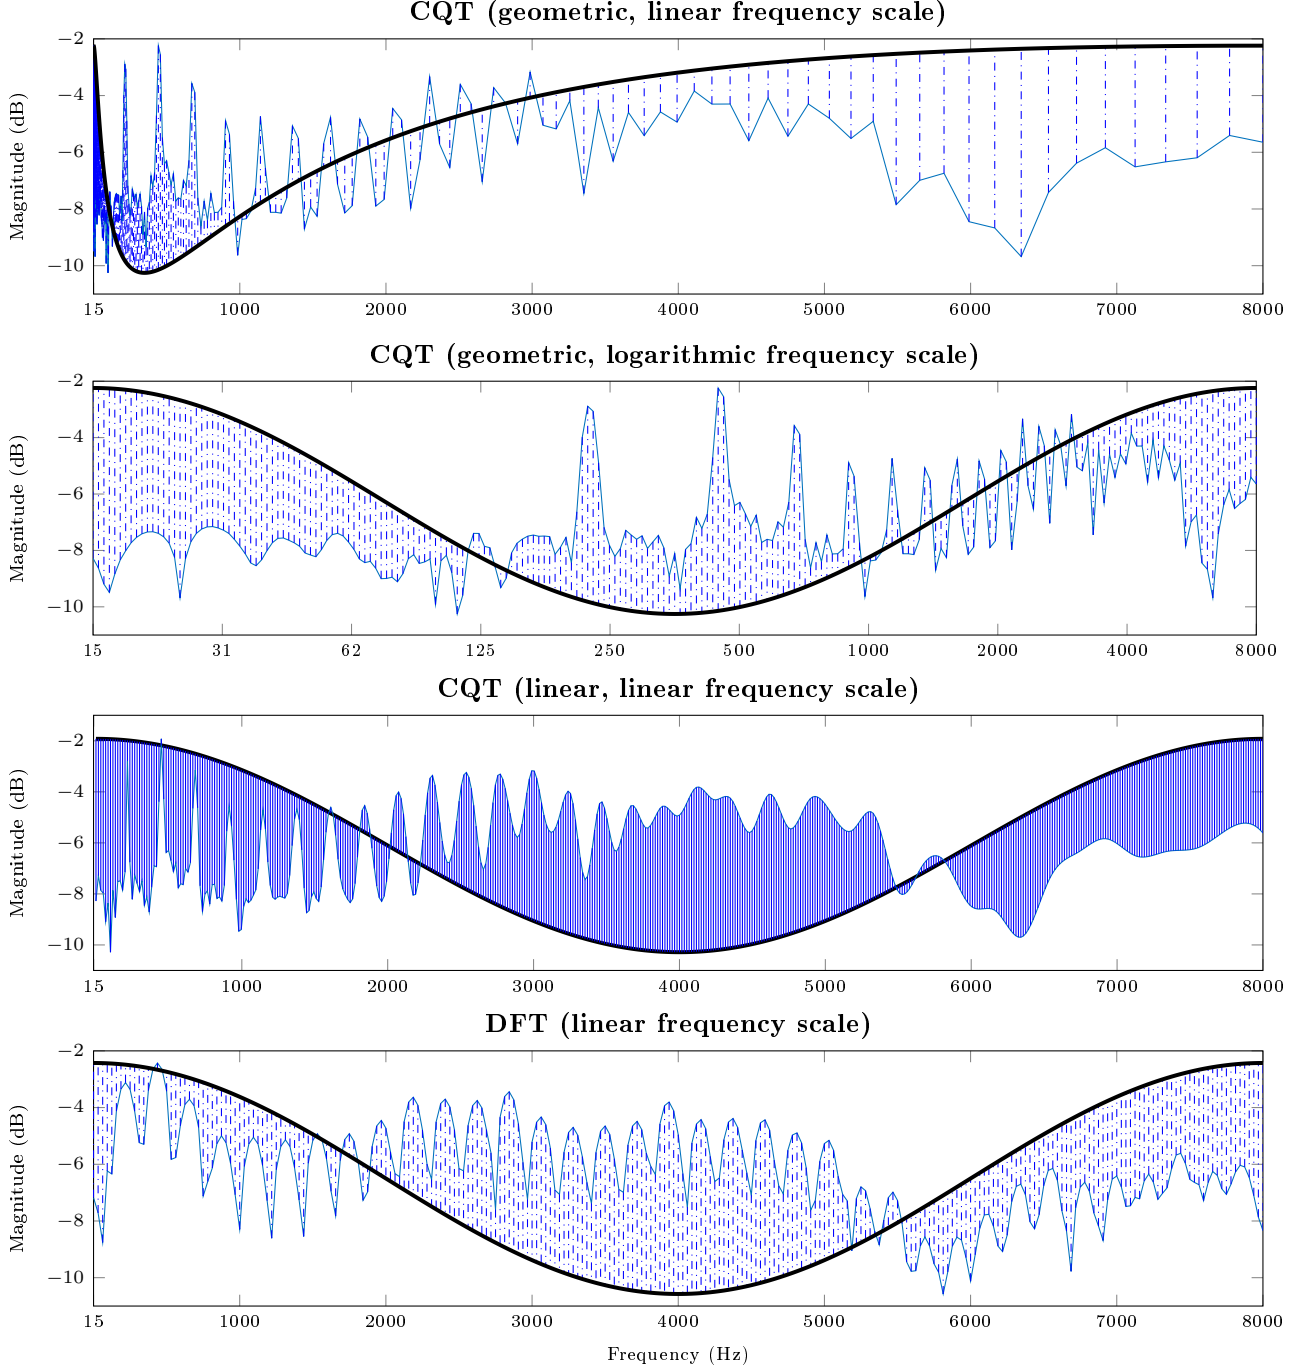 CQT (geometric, linear frequency scale)
Magnitude (dB)
−2
−4
−6
−8
−10
15 1000 2000 3000 4000 5000 6000 7000 8000
CQT (geometric, logarithmic frequency scale)
Magnitude (dB)
−2
−4
−6
−8
−10
15 31 62 125 250 500 1000 2000 4000 8000
CQT (linear, linear frequency scale)
Magnitude (dB)
−2
−4
−6
−8
−10
15 1000 2000 3000 4000 5000 6000 7000 8000
DFT (linear frequency scale)
Magnitude (dB)
−2
−4
−6
−8
−10
15 1000 2000 3000 4000 5000 6000 7000 8000
Frequency (Hz)